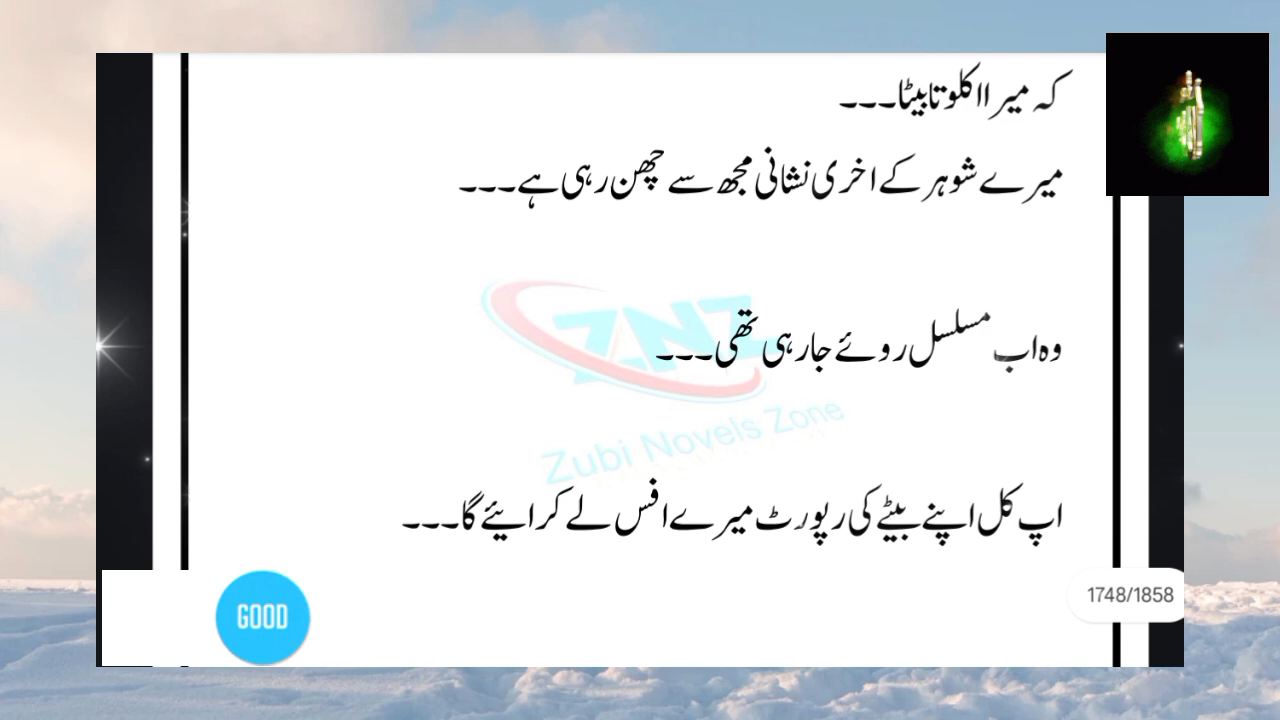 کہ میرا اکلوتا بیٹا۔۔۔
میرے شوہر کے اخری نشانی مجھ سے چھن رہی ہے۔۔۔
وہ اب مسلسل روئے جا رہی تھی۔۔۔
ZNZ
Zubi Novels Zone
اپ کل اپنے بیٹے کی رپورٹ میرے افس لے کر ایئے گا۔۔۔
1748/1858
GOOD